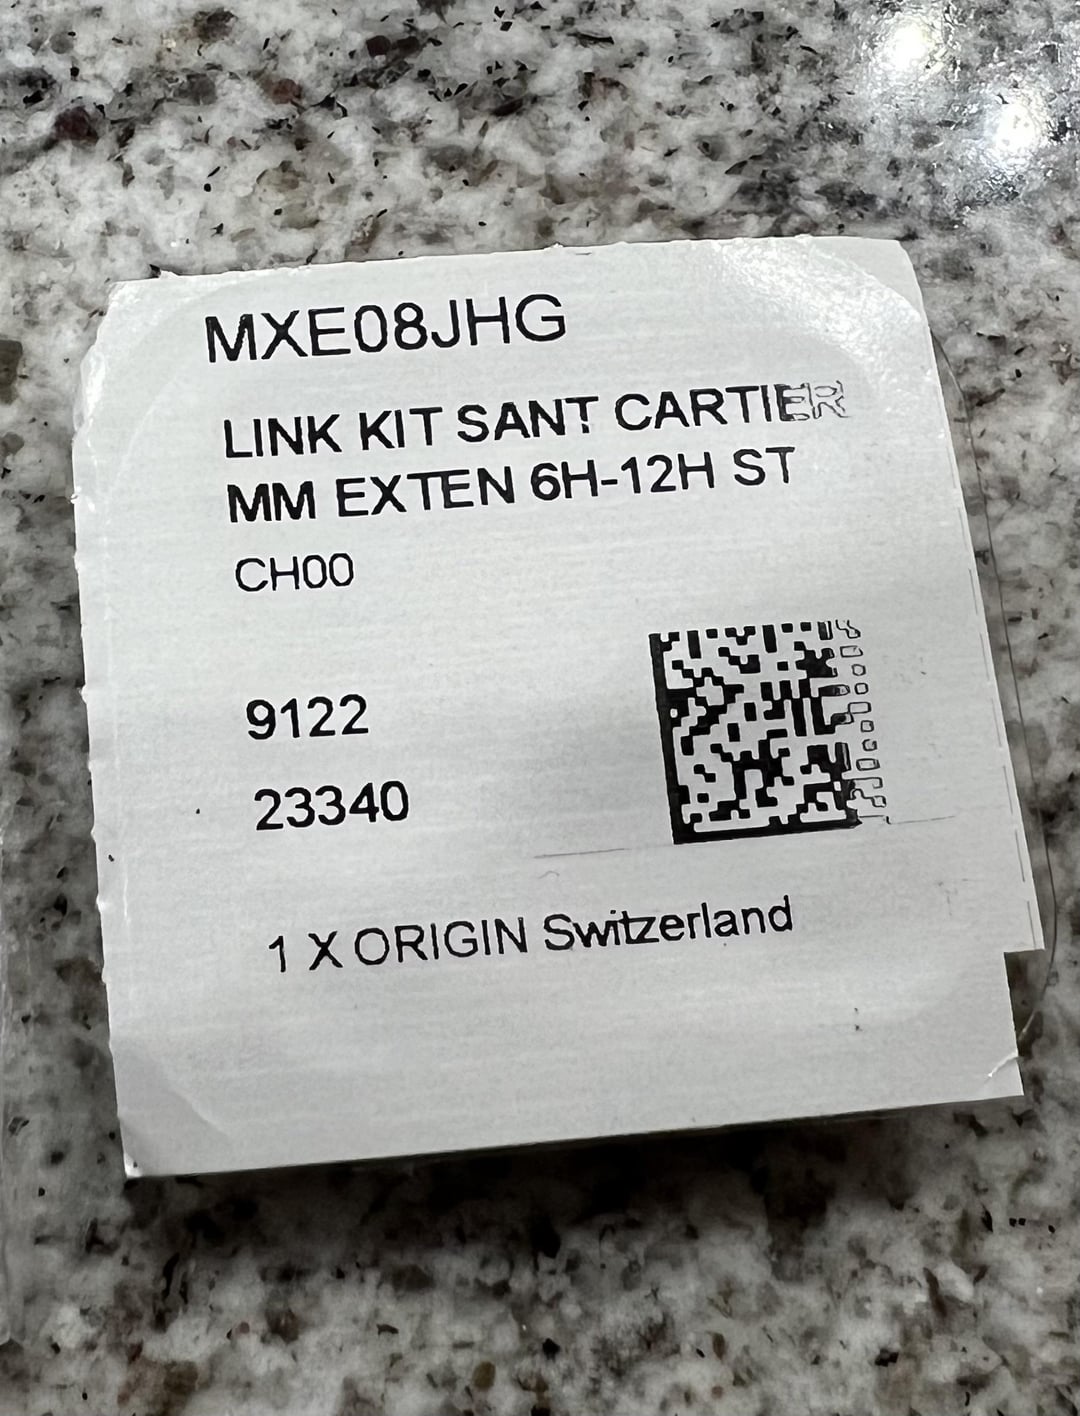 MXE08JHG
LINK KIT SANT CARTIER
MM EXTEN 6H-12H ST
CH00
9122
23340
1 X ORIGIN Switzerland